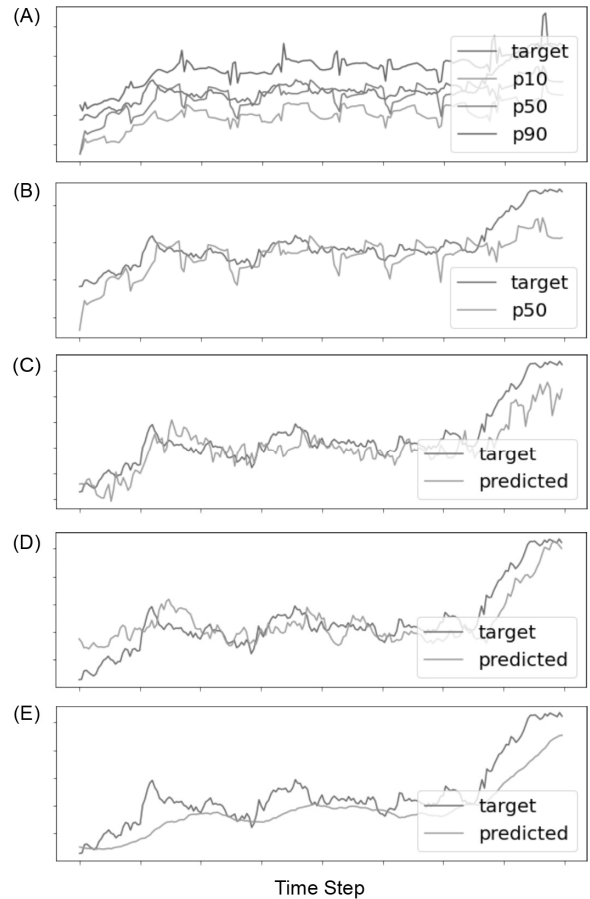 (A)
target
p10
p50
p90
(B)
target
p50
(C)
target
predicted
(D)
target
predicted
(E)
target
predicted
Time Step